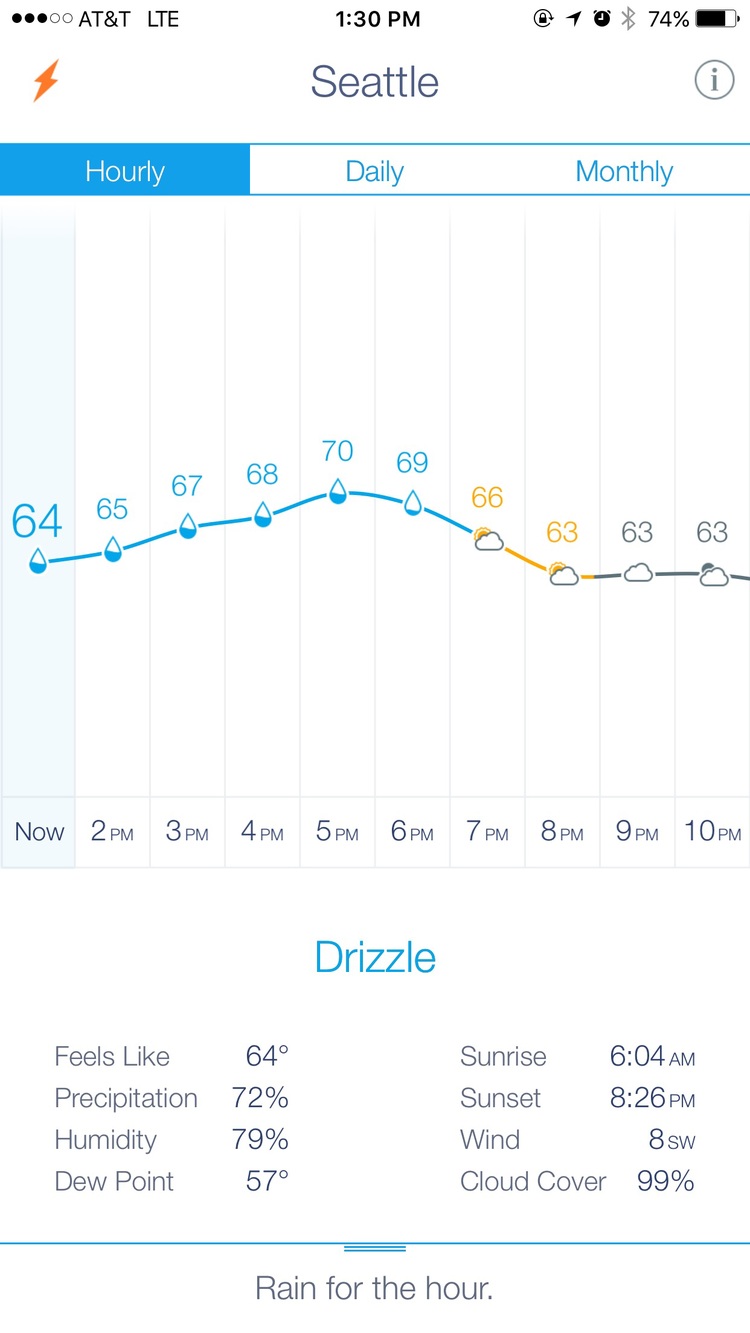 AT&T LTE 1:30 PM 74%
Seattle
Hourly Daily Monthly
70
69
68
67
66
65
64
63 63 63
Now 2 PM 3 PM 4 PM 5 PM 6 PM 7 PM 8 PM 9 PM 10 PM
Drizzle
Feels Like 64° Sunrise 6:04 AM
Precipitation 72% Sunset 8:26 PM
Humidity 79% Wind 8 SW
Dew Point 57° Cloud Cover 99%
Rain for the hour.